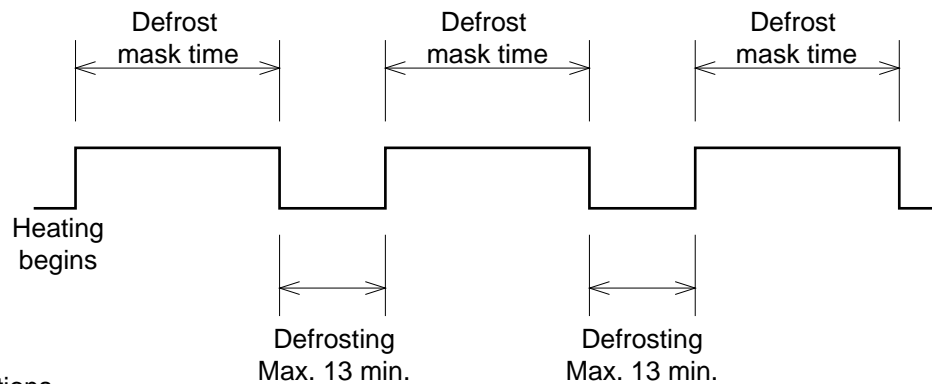 Defrost
mask time
Defrost
mask time
Defrost
mask time
Heating
begins
Defrosting
Max. 13 min.
Defrosting
Max. 13 min.